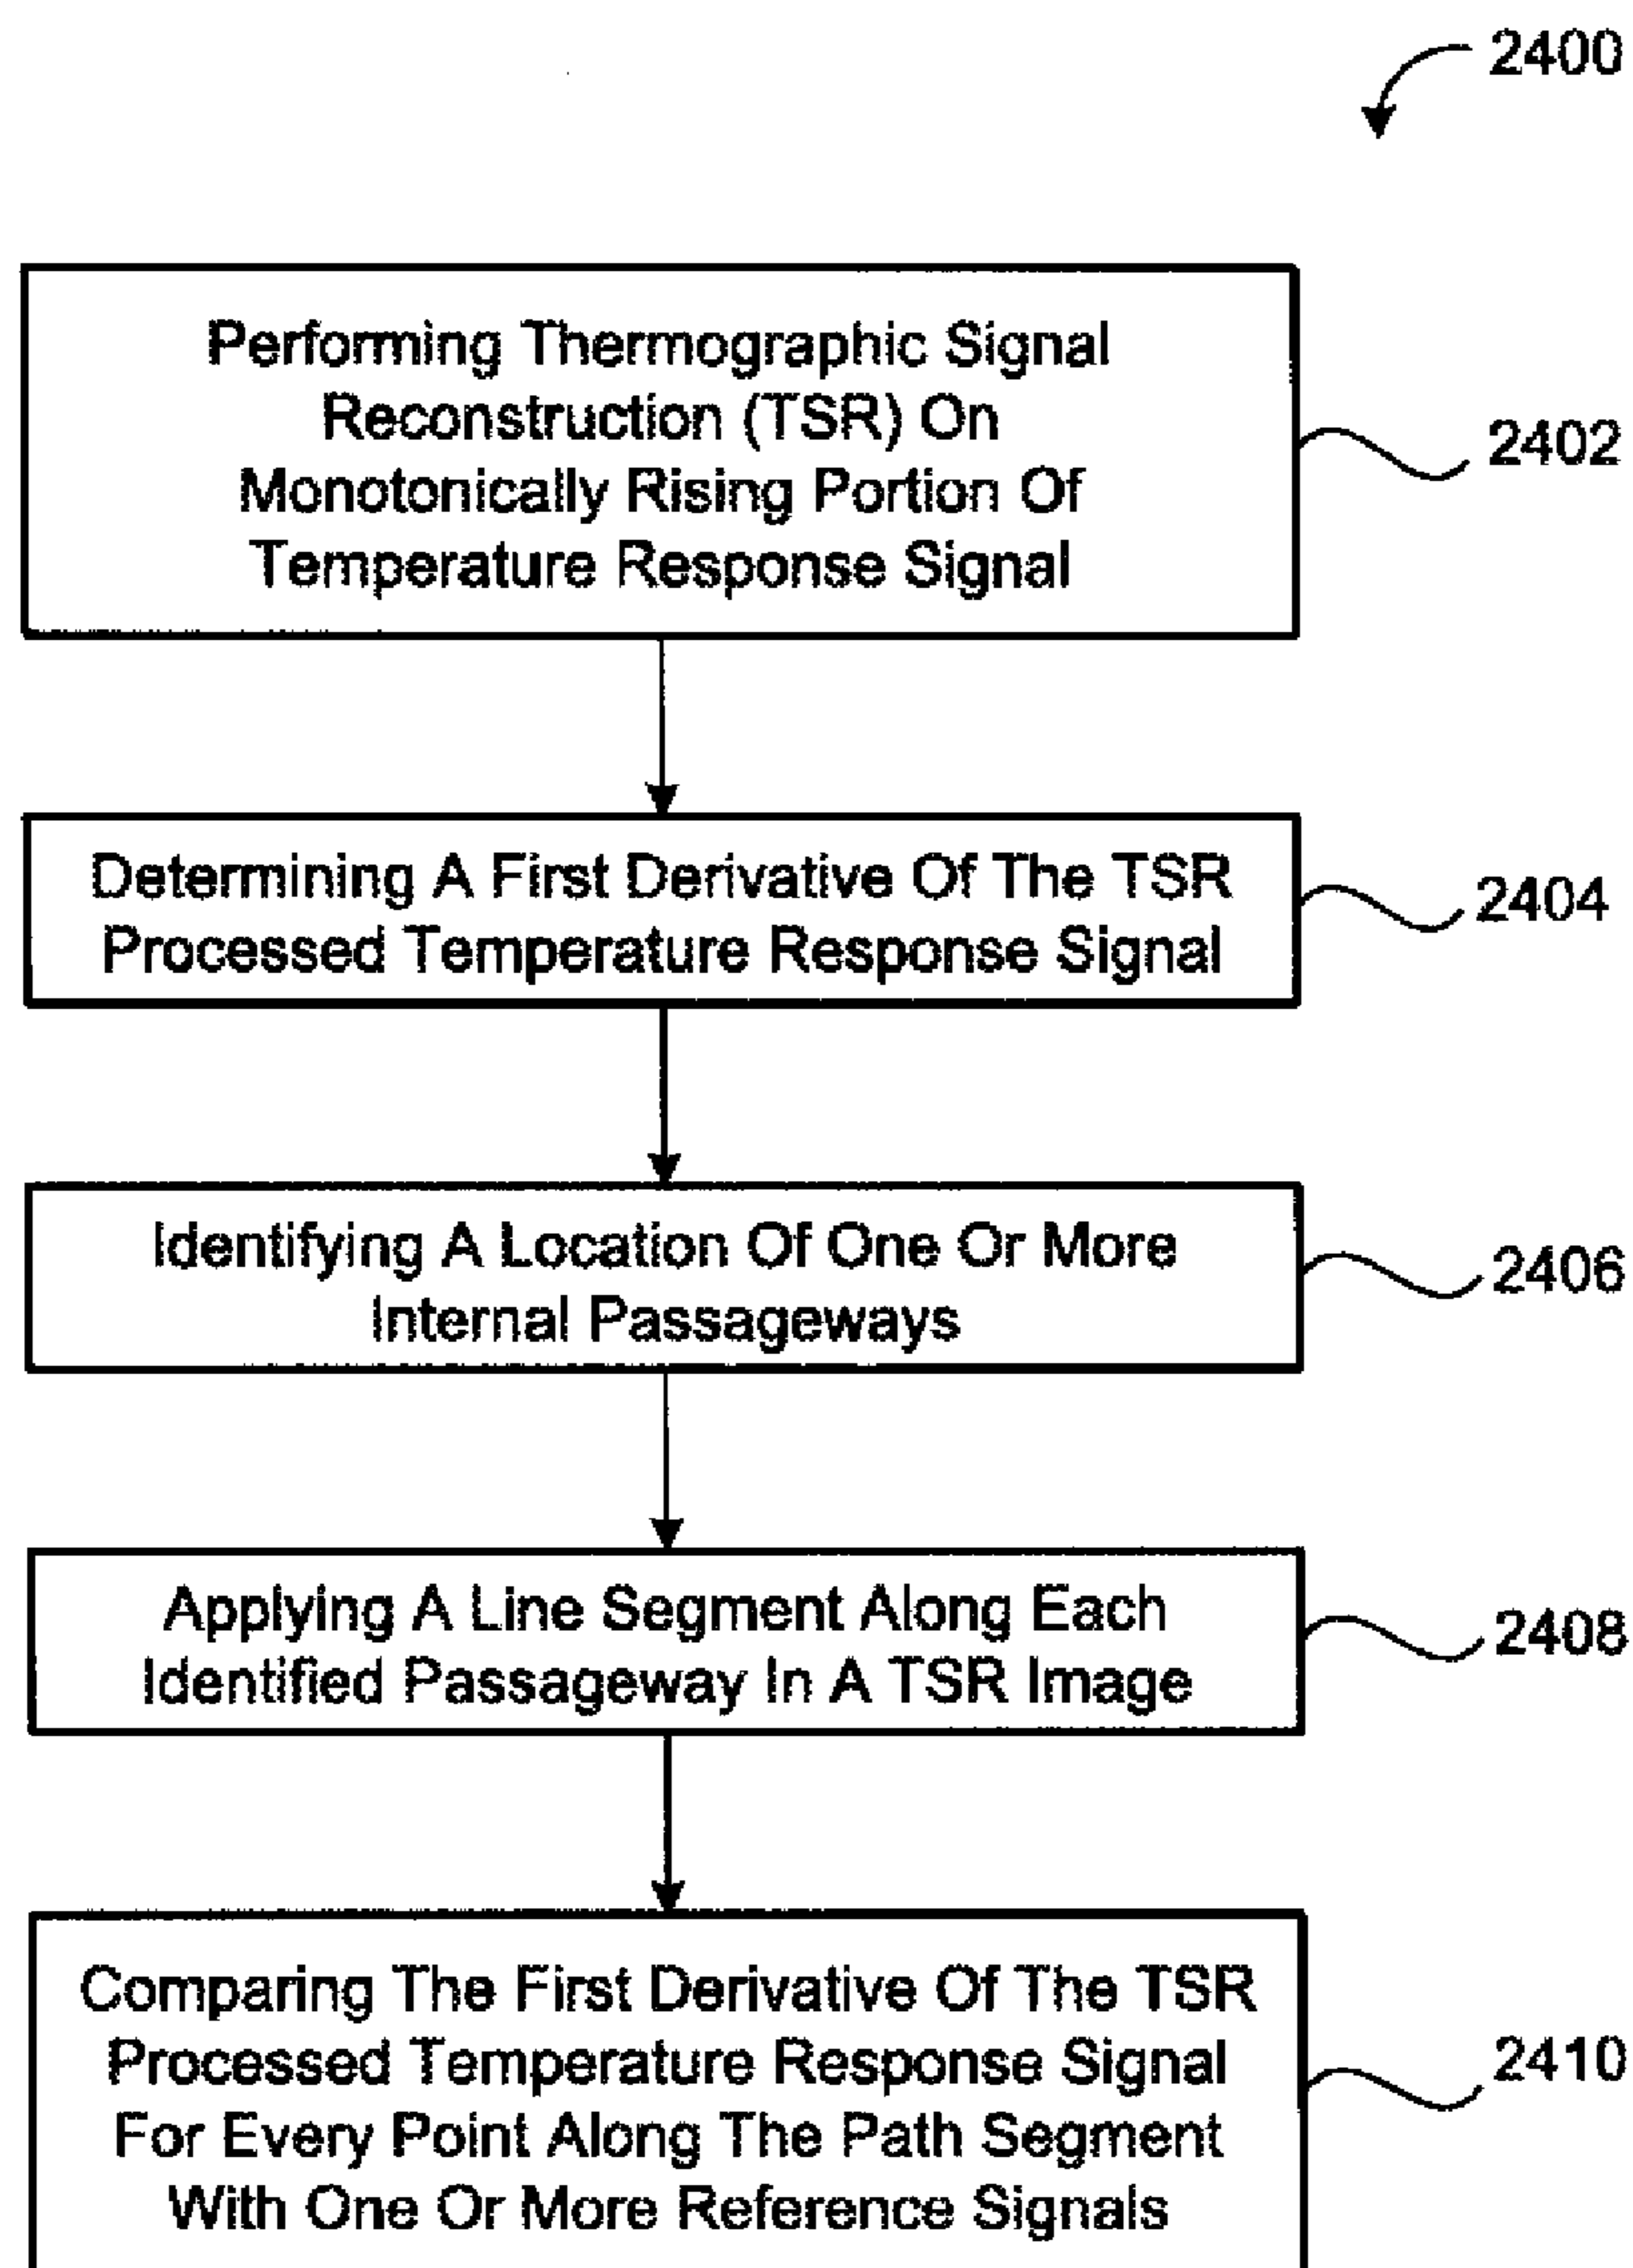 2400
Performing Thermographic Signal
Reconstruction (TSR) On
Monotonically Rising Portion Of
Temperature Response Signal
2402
Determining A First Derivative Of The TSR
Processed Temperature Response Signal
2404
Identifying A Location Of One Or More
Internal Passageways
2406
Applying A Line Segment Along Each
Identified Passageway In A TSR Image
2408
Comparing The First Derivative Of The TSR
Processed Temperature Response Signal
For Every Point Along The Path Segment
With One Or More Reference Signals
2410